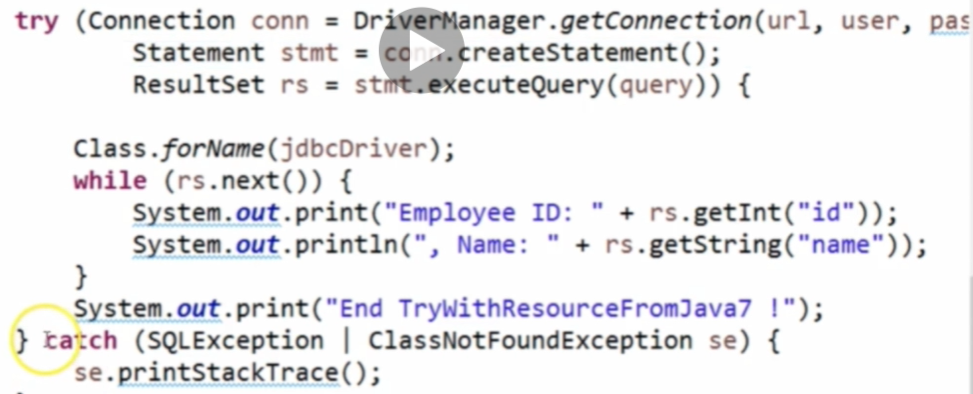 try (Connection conn = DriverManager.getConnection(url, user, pas
Statement stmt = conn.createStatement();
ResultSet rs = stmt.executeQuery(query)) {
Class.forName(jdbcDriver);
while (rs.next()) {
System.out.print("Employee ID: " + rs.getInt("id"));
System.out.println(", Name: " + rs.getString("name"));
}
System.out.print("End TryWithResourceFromJava7 !");
} catch (SQLException | ClassNotFoundException se) {
se.printStackTrace();